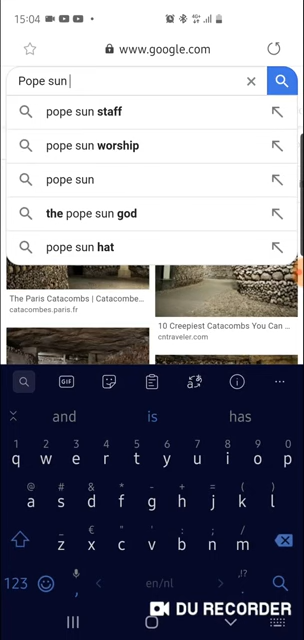 15:04
www.google.com
Pope sun
pope sun staff
pope sun worship
pope sun
the pope sun god
pope sun hat
The Paris Catacombs | Catacombe...
catacombes.paris.fr
10 Creepiest Catacombs You Can ...
cntraveler.com
GIF
and is has
1 2 3 4 5 6 7 8 9 0
q w e r t y u i o p
@ # & * - + = ( )
a s d f g h j k l
_ € " ' : ; /
z x c v b n m
123 , en/nl .
,!?
DU RECORDER